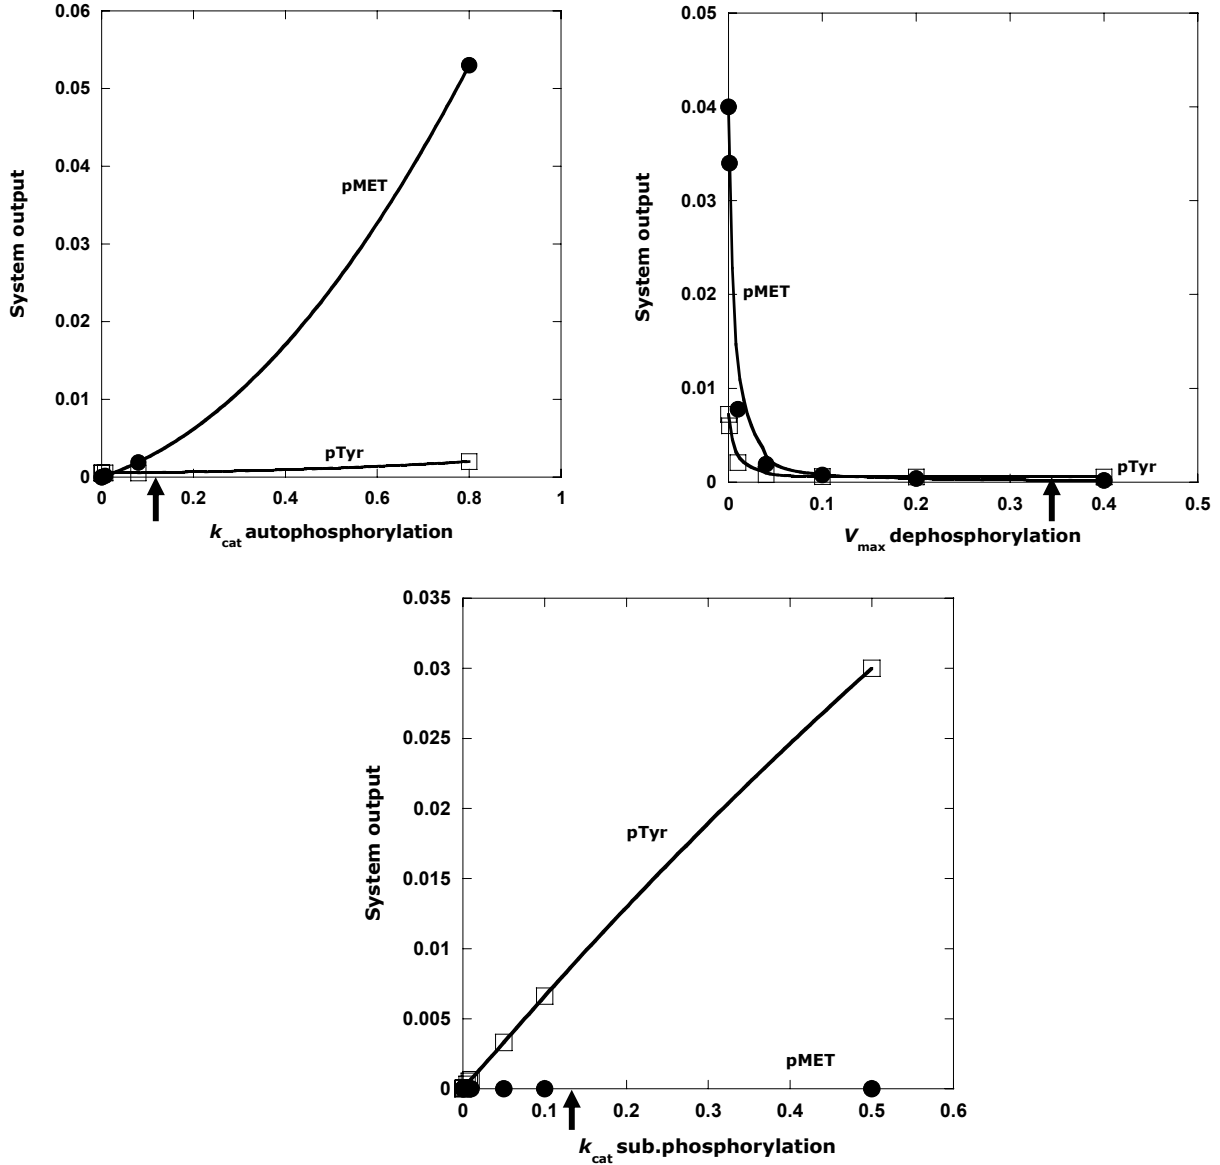 0.06
0.05
0.04
0.03
0.02
0.01
0
System output
pMET
pTyr
0 0.2 0.4 0.6 0.8 1
kcat autophosphorylation
0.05
0.04
0.03
0.02
0.01
0
System output
pMET
pTyr
0 0.1 0.2 0.3 0.4 0.5
Vmax dephosphorylation
0.035
0.03
0.025
0.02
0.015
0.01
0.005
0
System output
pTyr
pMET
0 0.1 0.2 0.3 0.4 0.5 0.6
kcat sub.phosphorylation